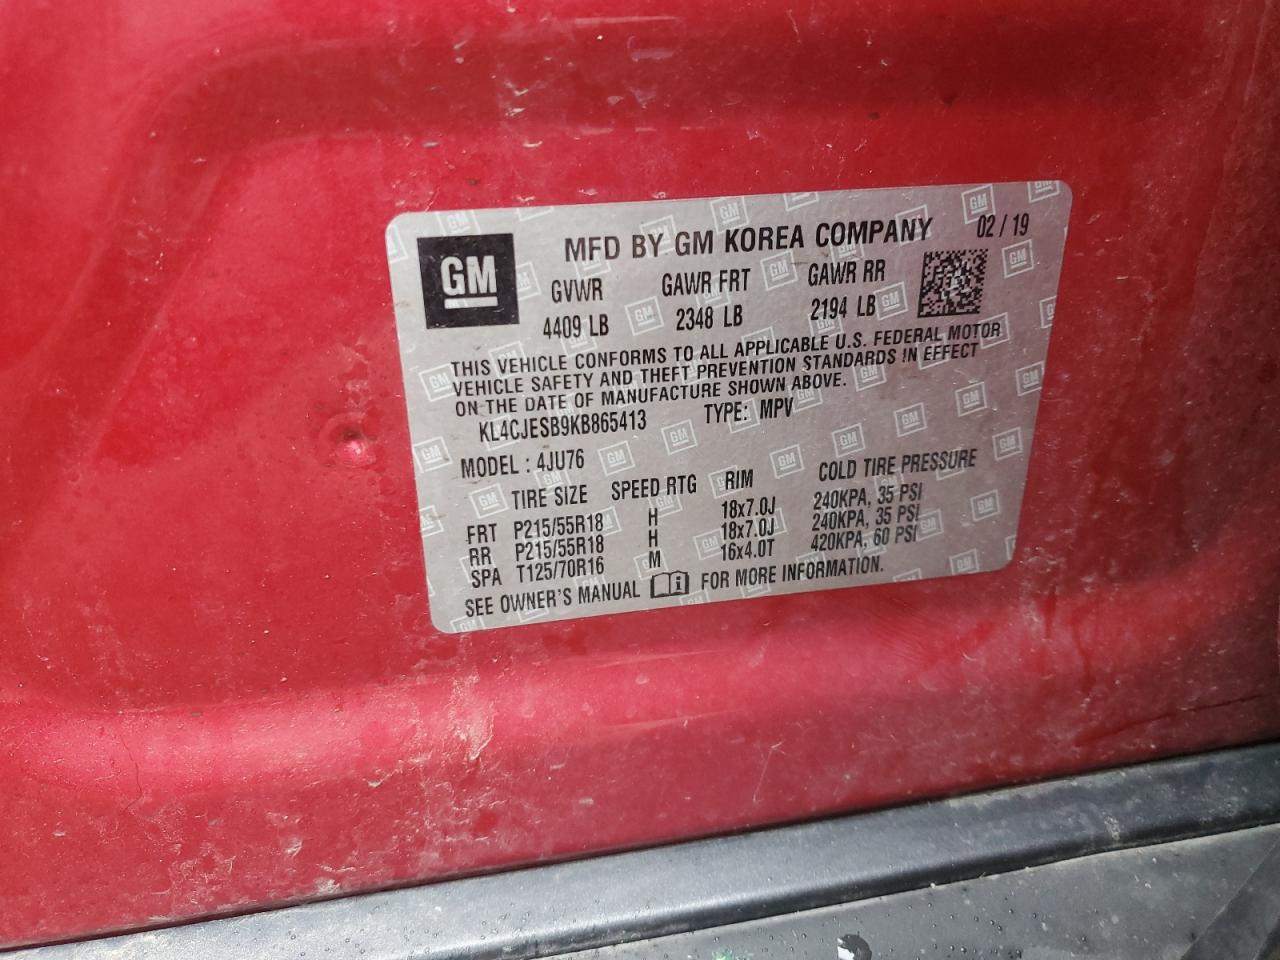 GM
MFD BY GM KOREA COMPANY 02 / 19
GVWR GAWR FRT GAWR RR
4409 LB 2348 LB 2194 LB
THIS VEHICLE CONFORMS TO ALL APPLICABLE U.S. FEDERAL MOTOR
VEHICLE SAFETY AND THEFT PREVENTION STANDARDS IN EFFECT
ON THE DATE OF MANUFACTURE SHOWN ABOVE.
KL4CJESB9KB865413 TYPE: MPV
MODEL : 4JU76
TIRE SIZE SPEED RTG RIM COLD TIRE PRESSURE
FRT P215/55R18 H 18x7.0J 240KPA, 35 PSI
RR P215/55R18 H 18x7.0J 240KPA, 35 PSI
SPA T125/70R16 M 16x4.0T 420KPA, 60 PSI
SEE OWNER'S MANUAL FOR MORE INFORMATION.